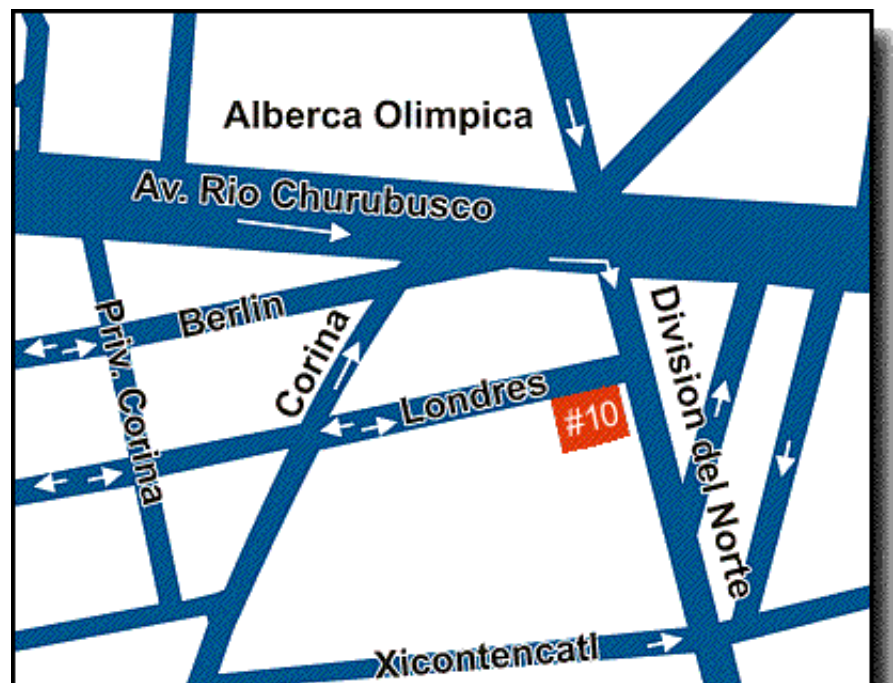 Alberca Olimpica
Av. Rio Churubusco
Berlin
Priv. Corina
Corina
Londres
#10
Division del Norte
Xicontencatl